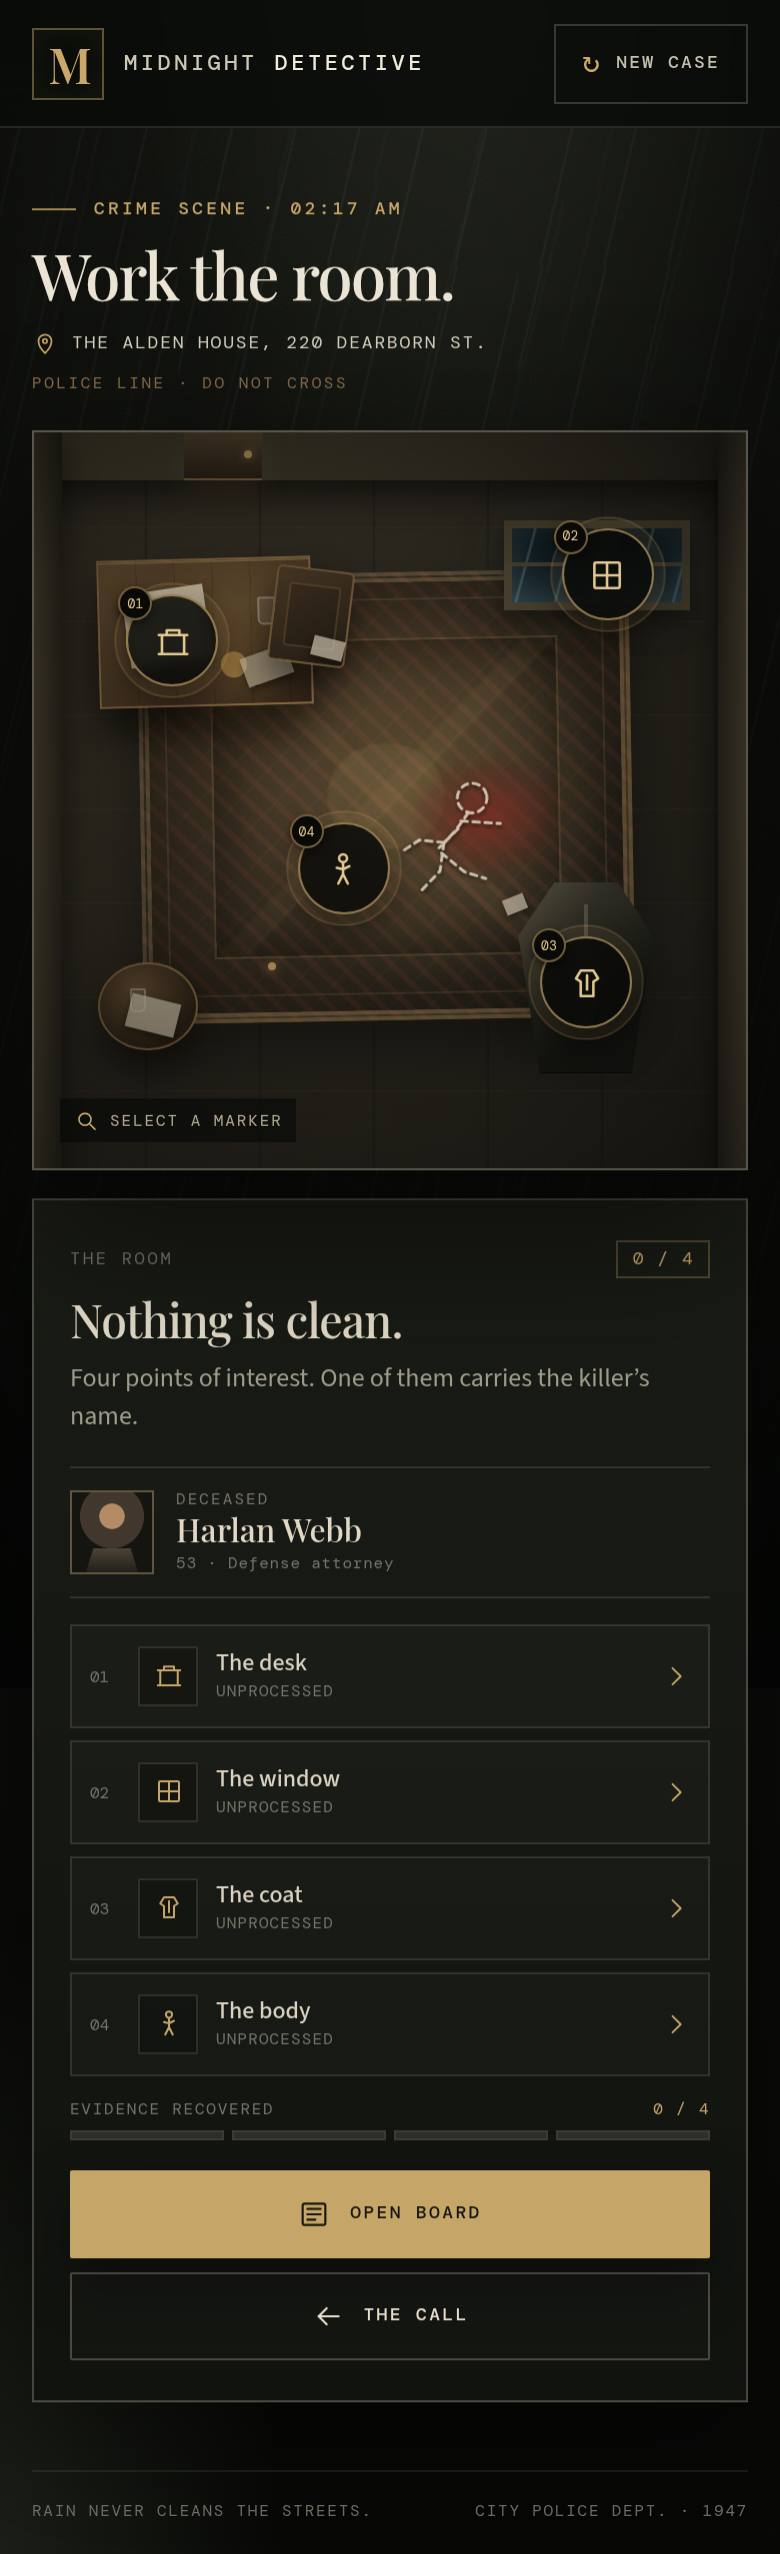 M MIDNIGHT DETECTIVE
↻ NEW CASE
CRIME SCENE · 02:17 AM
Work the room.
THE ALDEN HOUSE, 220 DEARBORN ST.
POLICE LINE · DO NOT CROSS
02
01
04
03
SELECT A MARKER
THE ROOM
0 / 4
Nothing is clean.
Four points of interest. One of them carries the killer’s
name.
DECEASED
Harlan Webb
53 · Defense attorney
01
The desk
UNPROCESSED
02
The window
UNPROCESSED
03
The coat
UNPROCESSED
04
The body
UNPROCESSED
EVIDENCE RECOVERED
0 / 4
OPEN BOARD
THE CALL
RAIN NEVER CLEANS THE STREETS.
CITY POLICE DEPT. · 1947